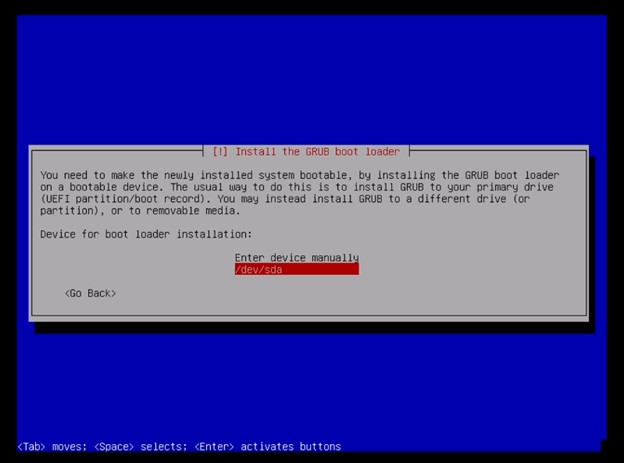 [!] Install the GRUB boot loader
You need to make the newly installed system bootable, by installing the GRUB boot loader
on a bootable device. The usual way to do this is to install GRUB to your primary drive
(UEFI partition/boot record). You may instead install GRUB to a different drive (or
partition), or to removable media.
Device for boot loader installation:
Enter device manually
/dev/sda
<Go Back>
<Tab> moves; <Space> selects; <Enter> activates buttons